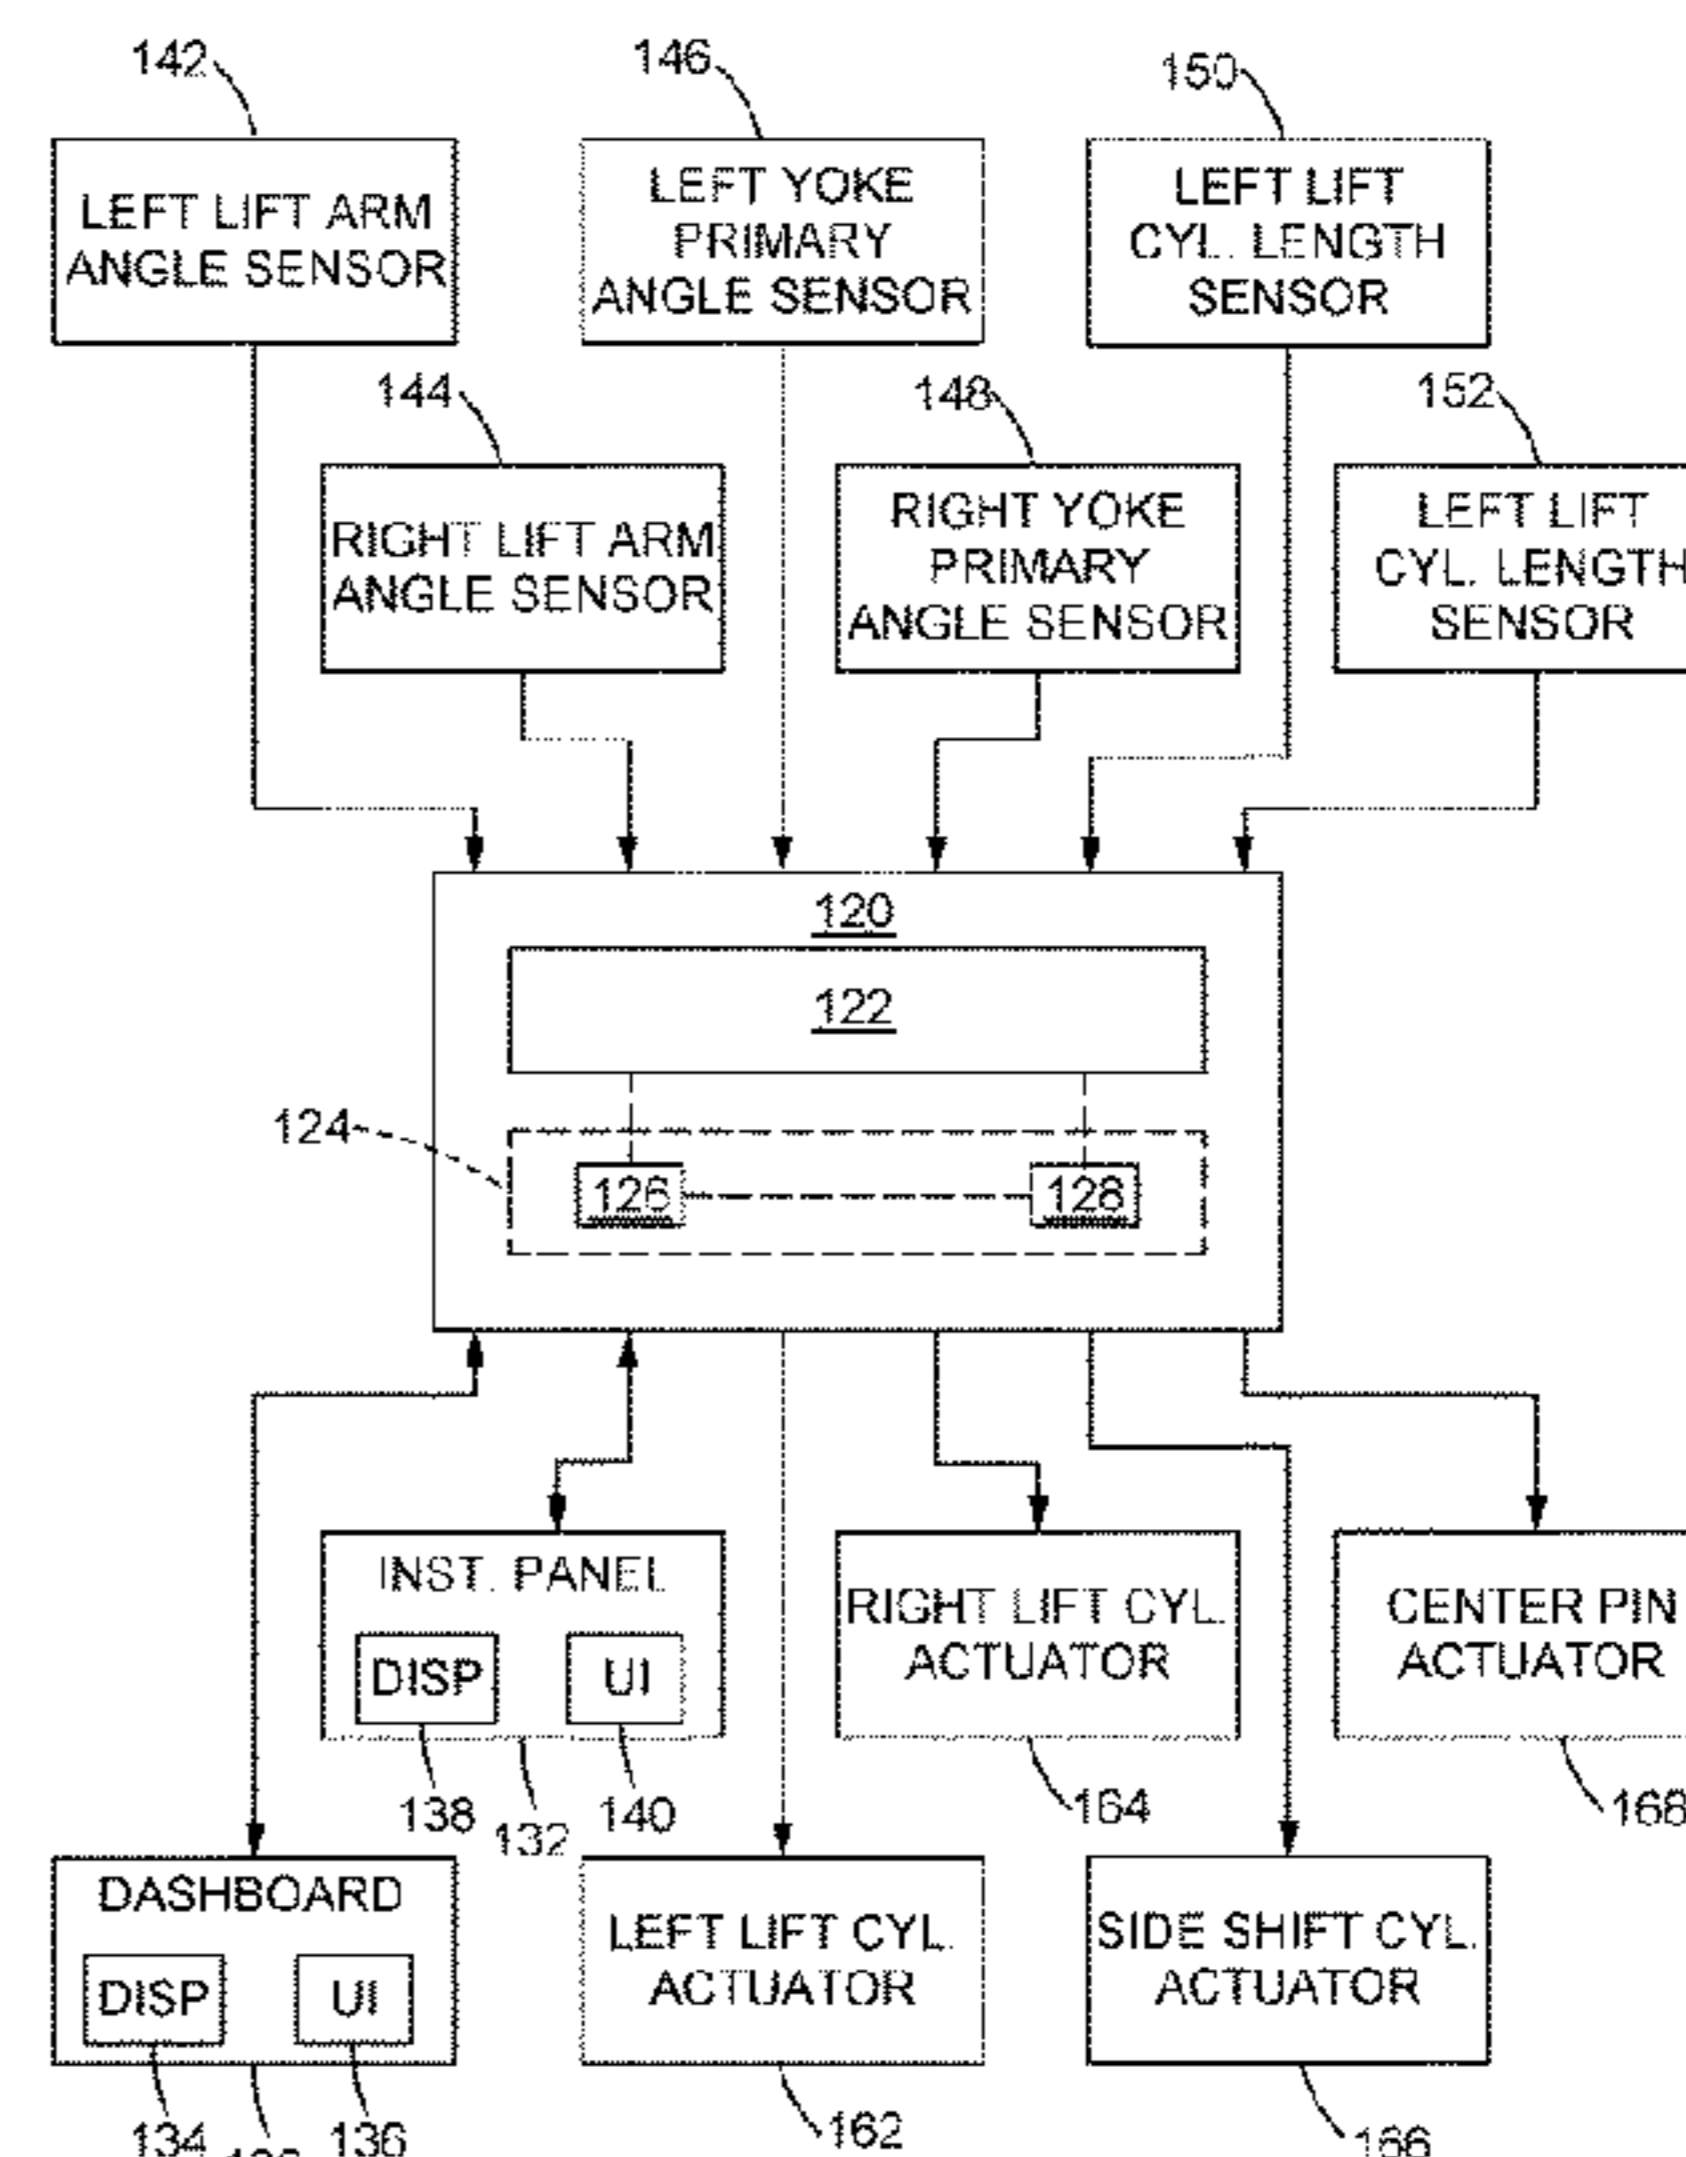 142
146
150
LEFT LIFT ARM
ANGLE SENSOR
LEFT YOKE
PRIMARY
ANGLE SENSOR
LEFT LIFT
CYL. LENGTH
SENSOR
144
148
152
RIGHT LIFT ARM
ANGLE SENSOR
RIGHT YOKE
PRIMARY
ANGLE SENSOR
LEFT LIFT
CYL. LENGTH
SENSOR
120
122
124
126
128
INST. PANEL
DISP
UI
RIGHT LIFT CYL.
ACTUATOR
CENTER PIN
ACTUATOR
138
132
140
164
168
DASHBOARD
DISP
UI
LEFT LIFT CYL.
ACTUATOR
SIDE SHIFT CYL.
ACTUATOR
134
136
162
166